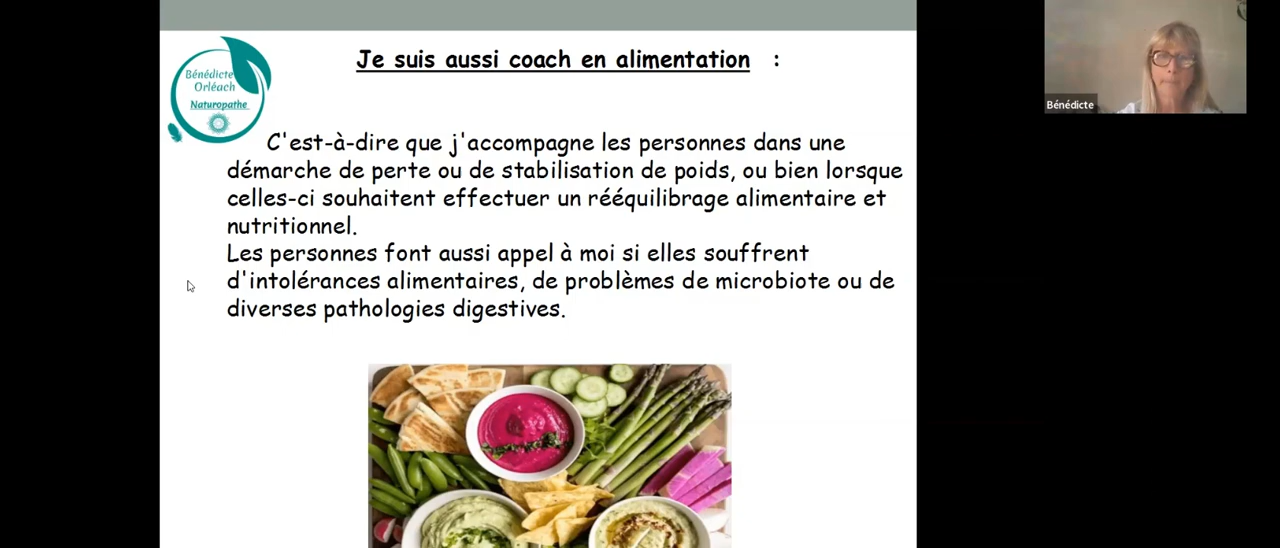 Bénédicte
Orléach
Naturopathe
Je suis aussi coach en alimentation :
C'est-à-dire que j'accompagne les personnes dans une
démarche de perte ou de stabilisation de poids, ou bien lorsque
celles-ci souhaitent effectuer un rééquilibrage alimentaire et
nutritionnel.
Les personnes font aussi appel à moi si elles souffrent
d'intolérances alimentaires, de problèmes de microbiote ou de
diverses pathologies digestives.
Bénédicte